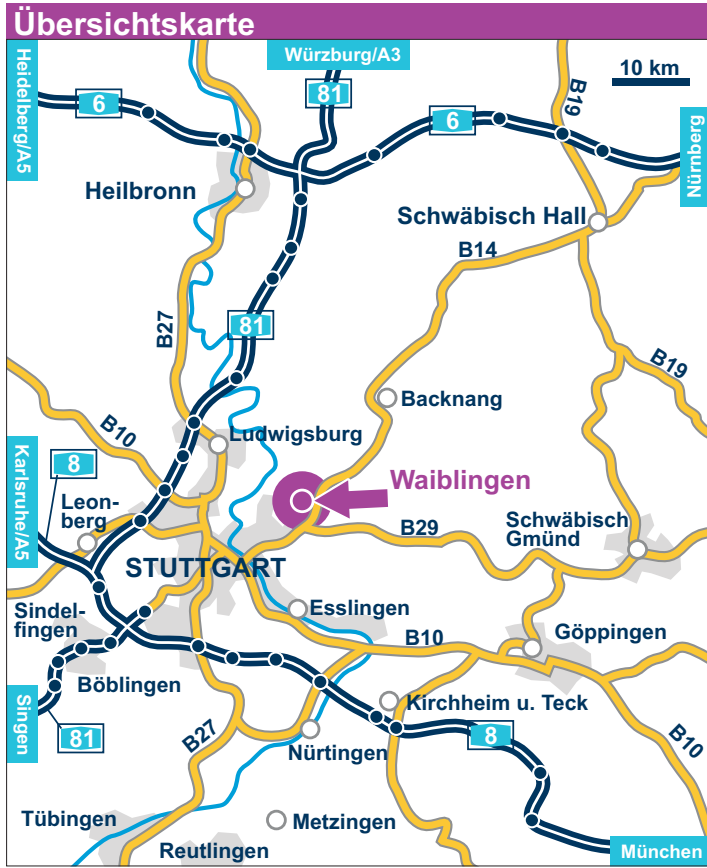 Übersichtskarte
Heidelberg/A5
Würzburg/A3
81
6
6
10 km
B19
Nürnberg
Heilbronn
Schwäbisch Hall
B14
81
B27
B19
Backnang
B10
Ludwigsburg
Karlsruhe/A5
8
Waiblingen
Leon-
berg
B29
Schwäbisch
Gmünd
STUTTGART
Sindel-
fingen
Esslingen
B10
Göppingen
Böblingen
Singen
81
Kirchheim u. Teck
B27
Nürtingen
8
B10
Tübingen
Metzingen
Reutlingen
München